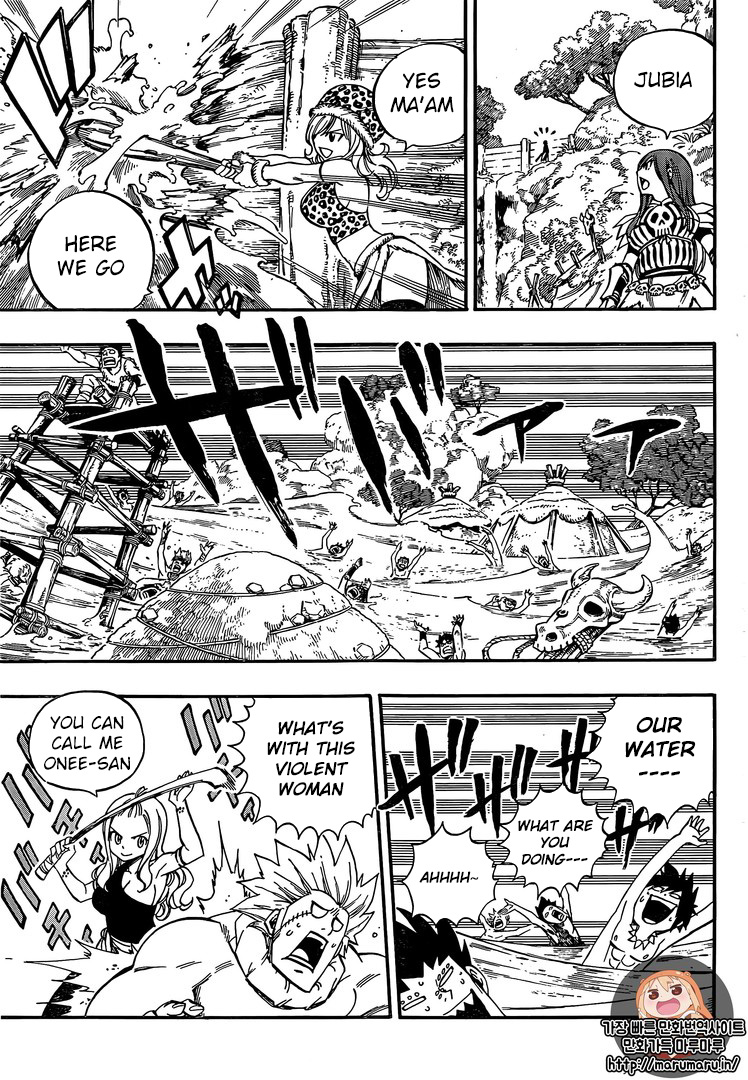 JUBIA
YES
MA'AM
HERE
WE GO
ザザァァ
OUR
WATER
----
WHAT ARE
YOU
DOING---
AHHHH~
WHAT'S
WITH THIS
VIOLENT
WOMAN
YOU CAN
CALL ME
ONEE-SAN
가장 빠른 만화번역사이트
만화가득 마루마루
http://marumaru.in/